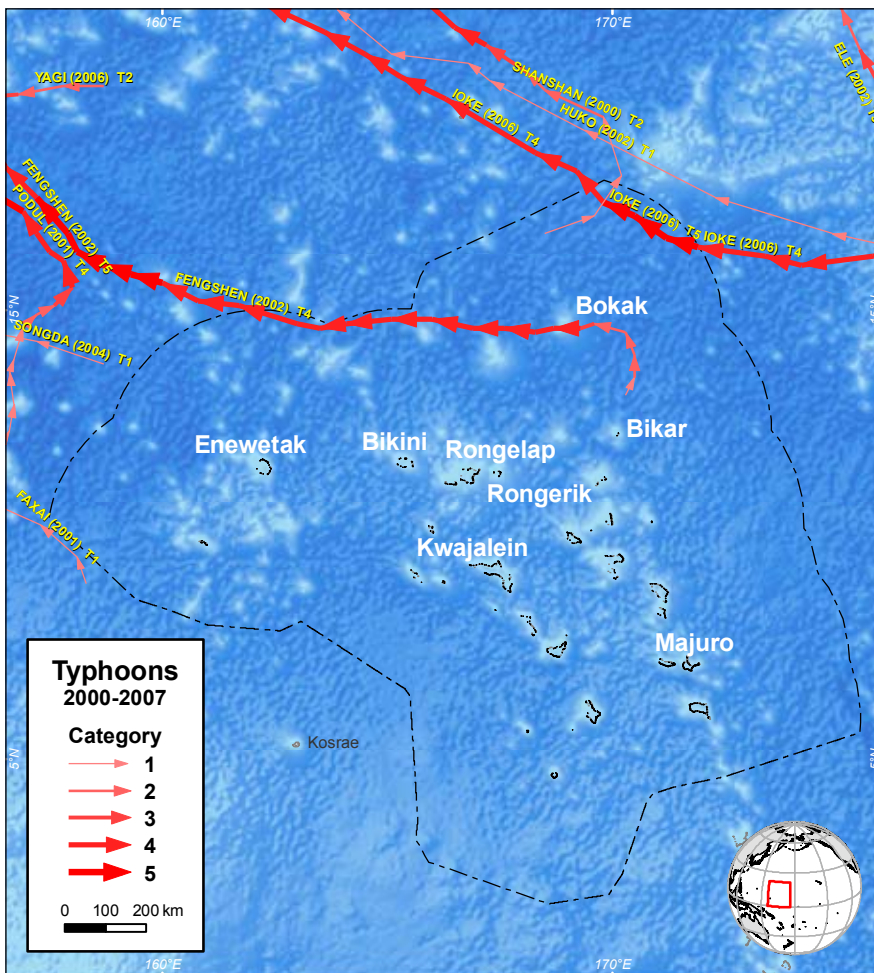 160°E
170°E
YAGI (2006) T2
SHANSHAN (2000) T2
HUKO (2002) T1
IOKE (2006) T4
FENGSHEN (2002) T5
PODUL (2001) T4
IOKE (2006) T5
IOKE (2006) T4
FENGSHEN (2002) T4
Bokak
15°N
15°N
SONGDA (2004) T1
Enewetak
Bikini
Rongelap
Bikar
Rongerik
FAXAI (2001) T1
Kwajalein
Majuro
Typhoons
2000-2007
Category
1
2
3
4
5
0 100 200 km
Kosrae
5°N
5°N
160°E
170°E
ELE (2002)